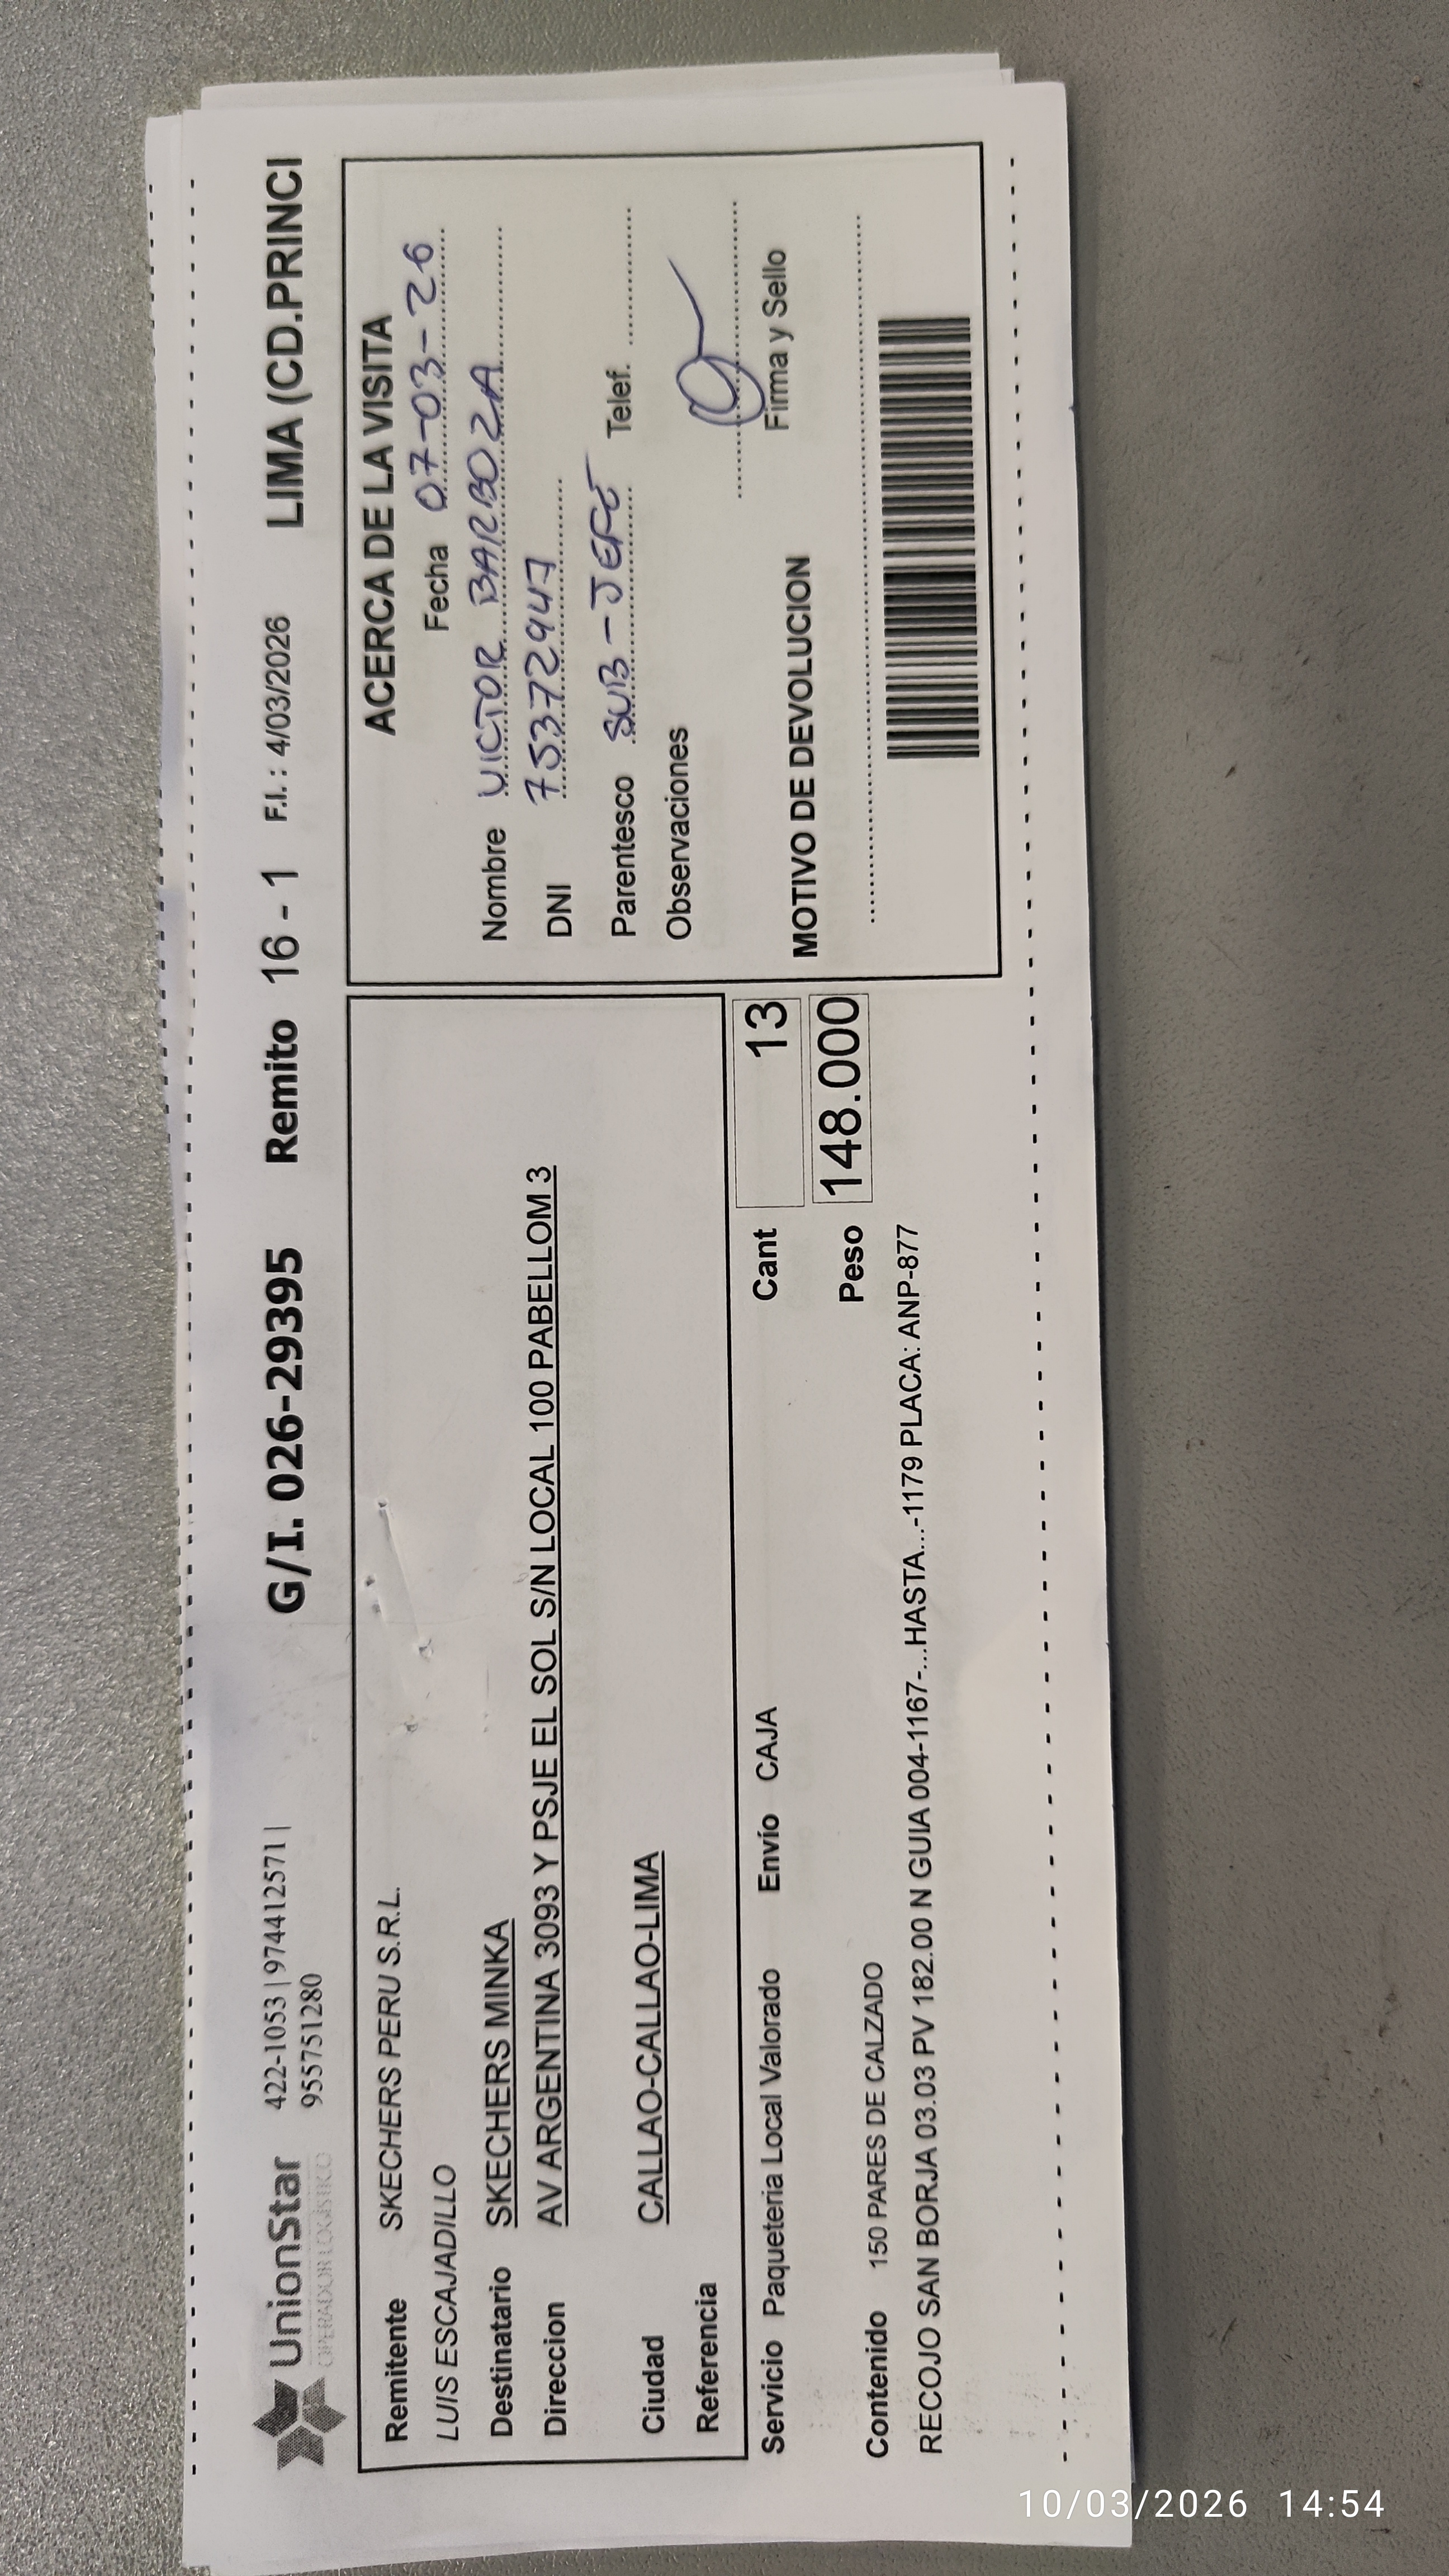 UnionStar
OPERADOR LOGÍSTICO
422-1053 | 974412571 |
955751280
G/I. 026-29395 Remito 16 - 1 F.I.: 4/03/2026 LIMA (CD.PRINCI
Remitente SKECHERS PERU S.R.L.
LUIS ESCAJADILLO
Destinatario SKECHERS MINKA
Direccion AV ARGENTINA 3093 Y PSJE EL SOL S/N LOCAL 100 PABELLOM 3
Ciudad CALLAO-CALLAO-LIMA
Referencia
Servicio Paqueteria Local Valorado Envío CAJA Cant 13
Peso 148.000
Contenido 150 PARES DE CALZADO
RECOJO SAN BORJA 03.03 PV 182.00 N GUIA 004-1167-...HASTA...-1179 PLACA: ANP-877
ACERCA DE LA VISITA
Fecha 07-03-26
Nombre VICTOR BARBOZA
DNI 75372947
Parentesco SUB-JEFE Telef.
Observaciones
Firma y Sello
MOTIVO DE DEVOLUCION
10/03/2026 14:54